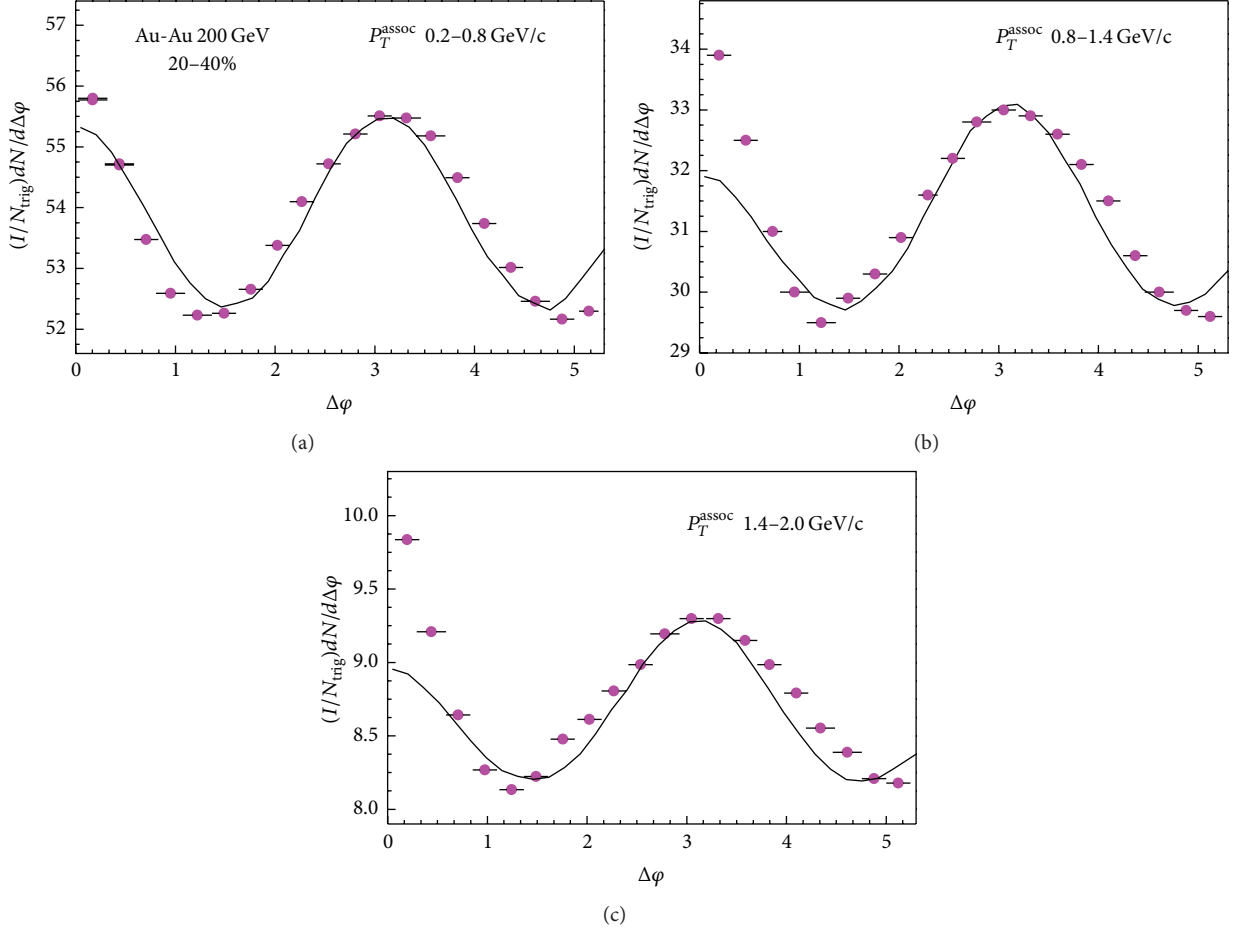 57
56
55
54
53
52
(I/N_trig)dN/dΔφ
Au-Au 200 GeV
20–40%
P_T^assoc 0.2–0.8 GeV/c
0 1 2 3 4 5
Δφ
(a)
34
33
32
31
30
29
(I/N_trig)dN/dΔφ
P_T^assoc 0.8–1.4 GeV/c
0 1 2 3 4 5
Δφ
(b)
10.0
9.5
9.0
8.5
8.0
(I/N_trig)dN/dΔφ
P_T^assoc 1.4–2.0 GeV/c
0 1 2 3 4 5
Δφ
(c)